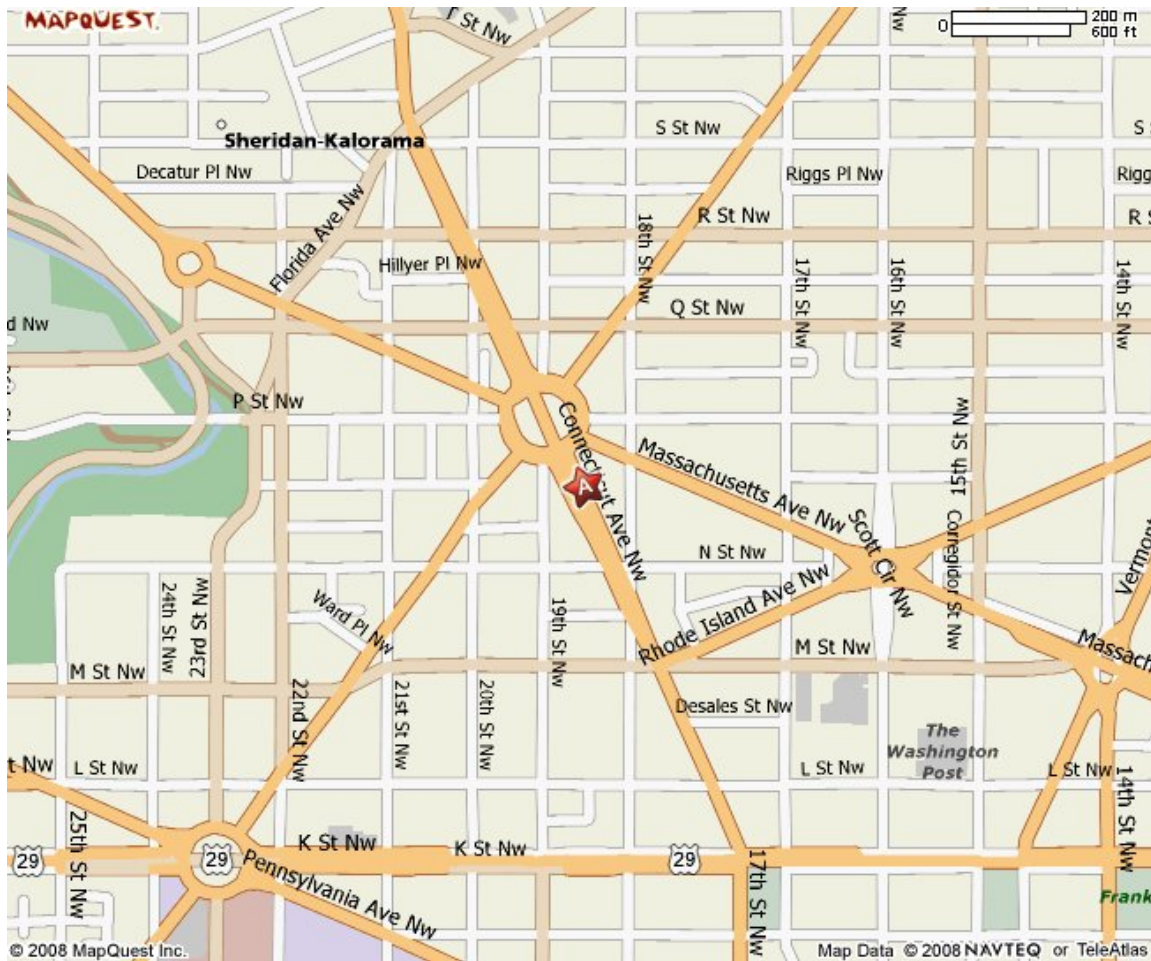 MAPQUEST.
T St Nw
0
200 m
600 ft
S St Nw
S S
Sheridan-Kalorama
Decatur Pl Nw
Riggs Pl Nw
Rigg
R St Nw
R S
Florida Ave Nw
Hillyer Pl Nw
18th St Nw
17th St Nw
16th St Nw
14th St Nw
Q St Nw
d Nw
P St Nw
Connecticut Ave Nw
A
Massachusetts Ave Nw
15th St Nw
Scott Cir Nw
Corregidor St Nw
Vermon
N St Nw
24th St Nw
23rd St Nw
Ward Pl Nw
19th St Nw
Rhode Island Ave Nw
M St Nw
M St Nw
Massach
22nd St Nw
21st St Nw
20th St Nw
Desales St Nw
The
Washington
Post
t Nw
L St Nw
L St Nw
L St Nw
14th St Nw
25th St Nw
29
29
K St Nw
K St Nw
29
17th St Nw
Pennsylvania Ave Nw
Frank
© 2008 MapQuest Inc.
Map Data © 2008 NAVTEQ or TeleAtlas